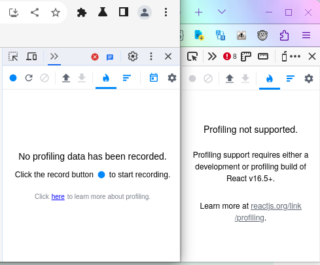 8
No profiling data has been recorded.
Click the record button to start recording.
Click here to learn more about profiling.
Profiling not supported.
Profiling support requires either a
development or profiling build of
React v16.5+.
Learn more at reactjs.org/link
/profiling.